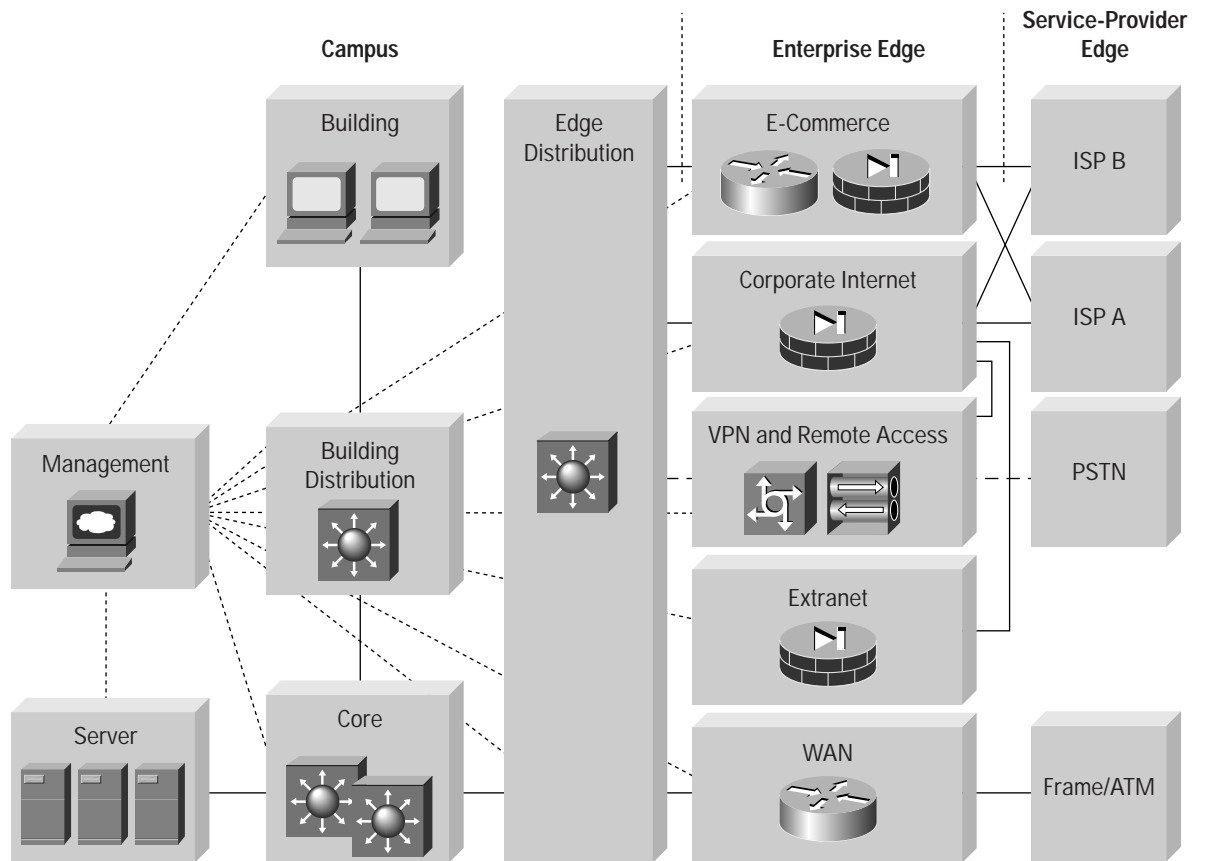 Campus
Enterprise Edge
Service-Provider
Edge
Building
Edge
Distribution
E-Commerce
ISP B
Corporate Internet
ISP A
Management
Building
Distribution
VPN and Remote Access
PSTN
Extranet
Server
Core
WAN
Frame/ATM